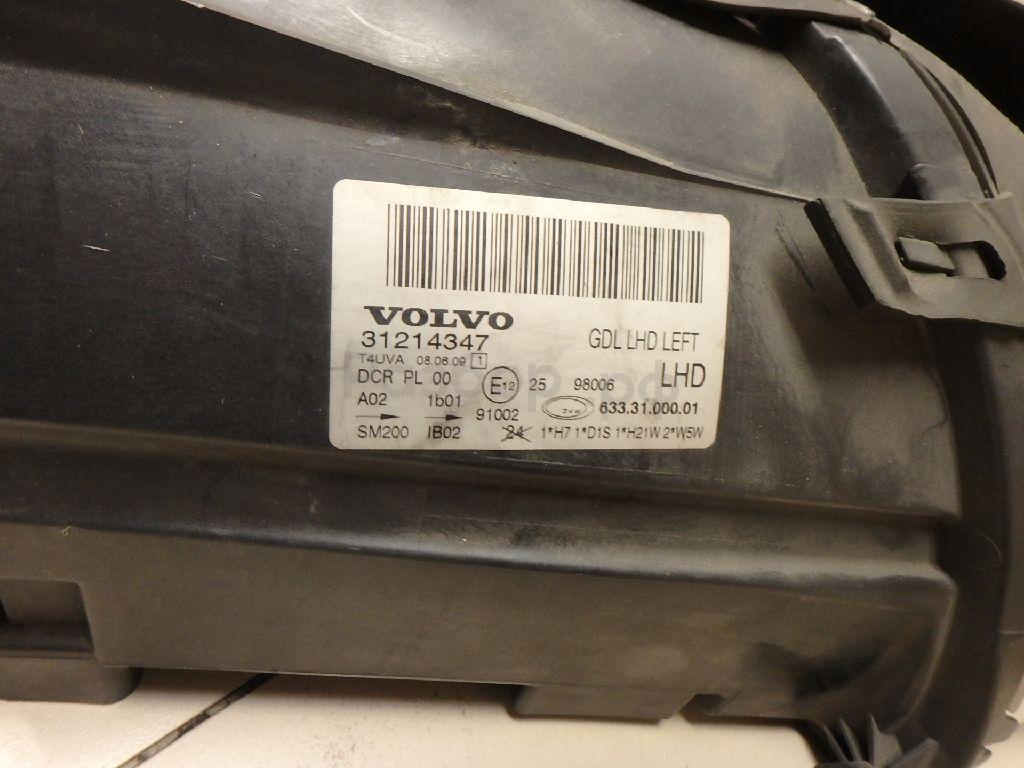 VOLVO
31214347 GDL LHD LEFT
T4UVA 08.06.09 1
DCR PL 00 E12 25 98006 LHD
A02 1b01 91002 ZKW 633.31.000.01
SM200 IB02 24 1*H7 1*D1S 1*H21W 2*W5W